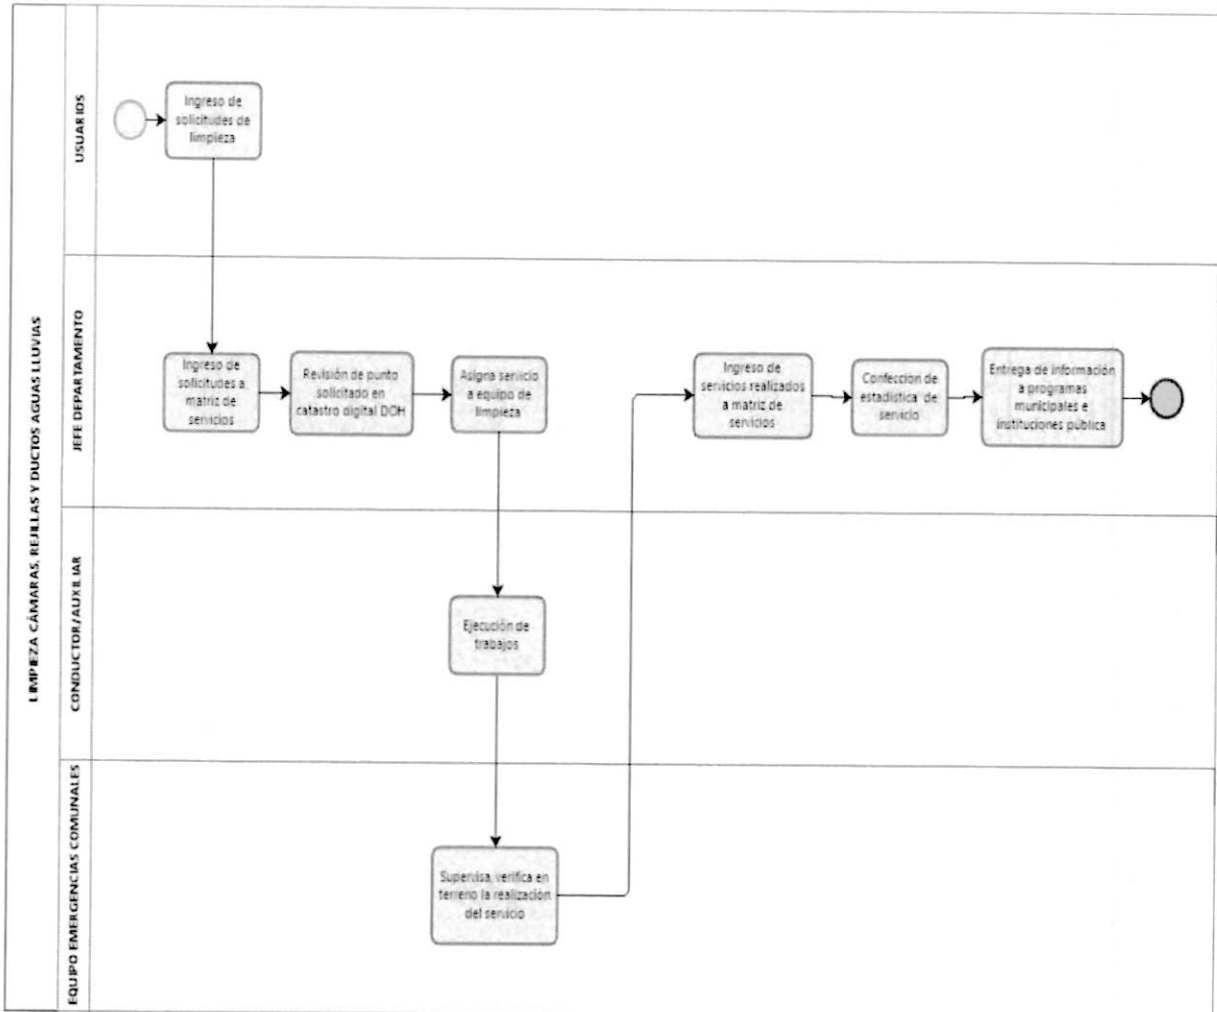 LIMPIEZA CÁMARAS, REJILLAS Y DUCTOS AGUAS LLUVIAS
USUARIOS
Ingreso de
solicitudes de
limpieza
JEFE DEPARTAMENTO
Ingreso de
solicitudes a
matriz de
servicios
Revisión de punto
solicitado en
catastro digital DOH
Asigna servicio
a equipo de
limpieza
Ingreso de
servicios realizados
a matriz de
servicios
Confección de
estadística de
servicio
Entrega de información
a programas
municipales e
instituciones pública
CONDUCTOR/AUXILIAR
Ejecución de
trabajos
EQUIPO EMERGENCIAS COMUNALES
Supervisa, verifica en
terreno la realización
del servicio